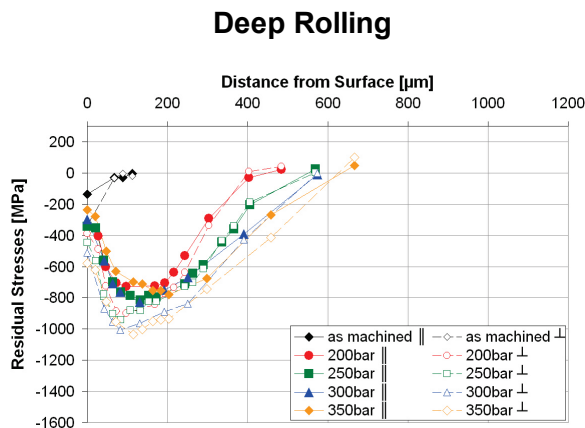 Deep Rolling
Distance from Surface [µm]
0 200 400 600 800 1000 1200
Residual Stresses [MPa]
200
0
-200
-400
-600
-800
-1000
-1200
-1400
-1600
as machined ∥ as machined ⊥
200bar ∥ 200bar ⊥
250bar ∥ 250bar ⊥
300bar ∥ 300bar ⊥
350bar ∥ 350bar ⊥